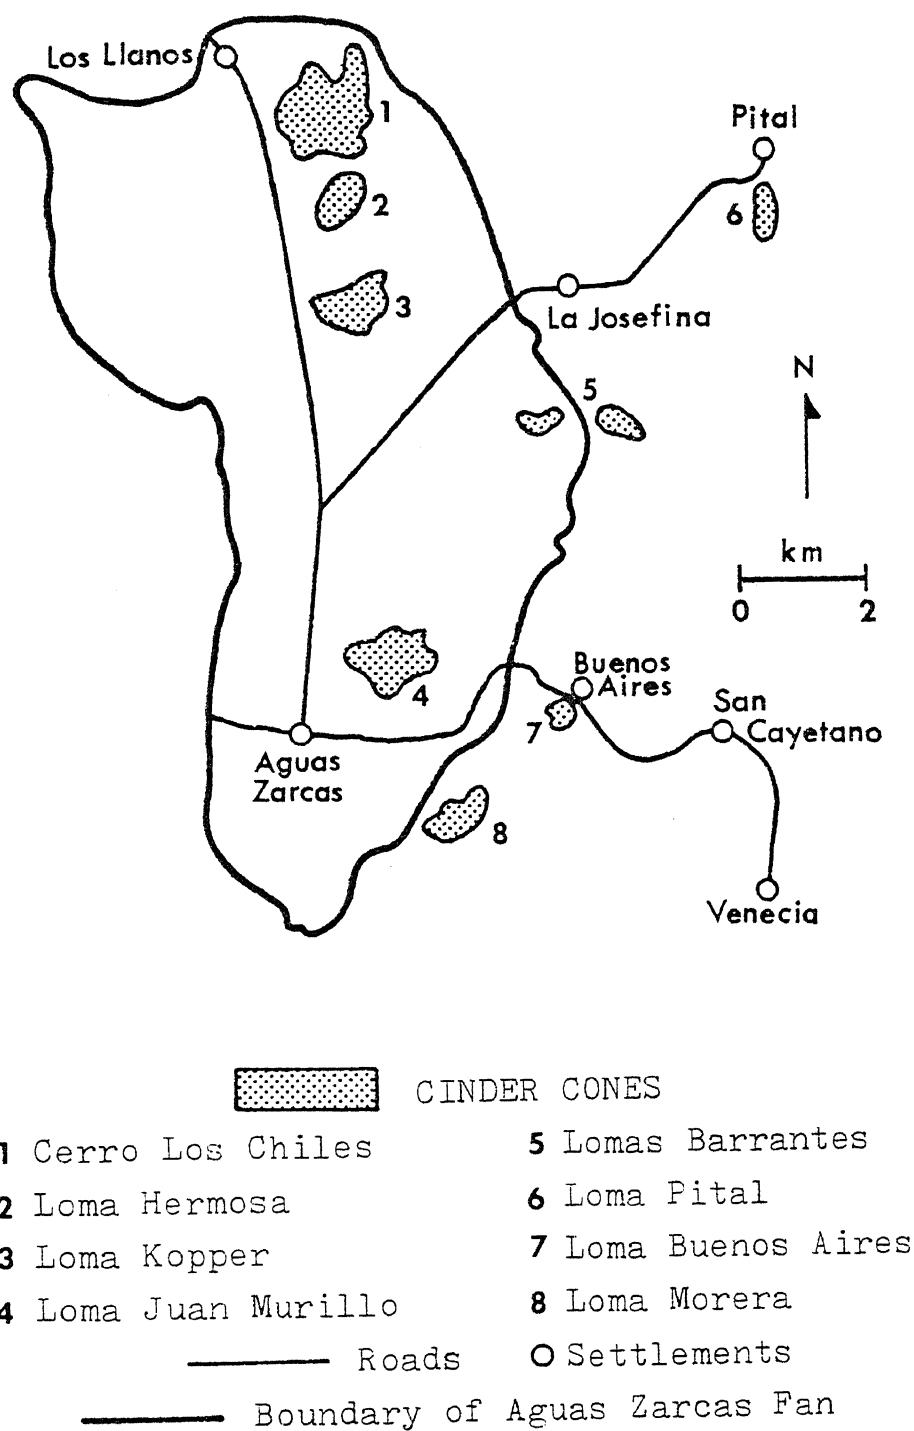 Los Llanos
1
Pital
2
6
3
La Josefina
N
5
km
0 2
Buenos
Aires
4
San
Cayetano
7
Aguas
Zarcas
8
Venecia
CINDER CONES
1 Cerro Los Chiles
2 Loma Hermosa
3 Loma Kopper
4 Loma Juan Murillo
5 Lomas Barrantes
6 Loma Pital
7 Loma Buenos Aires
8 Loma Morera
Roads
Settlements
Boundary of Aguas Zarcas Fan